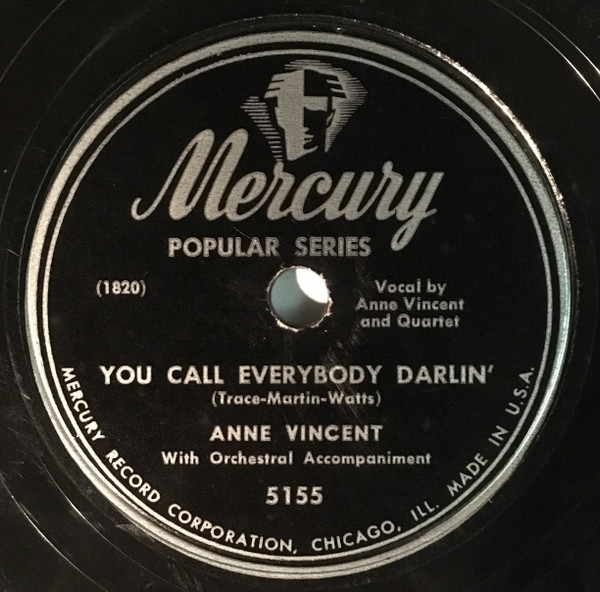 Mercury
POPULAR SERIES
(1820)
Vocal by
Anne Vincent
and Quartet
YOU CALL EVERYBODY DARLIN'
(Trace-Martin-Watts)
ANNE VINCENT
With Orchestral Accompaniment
5155
MERCURY RECORD CORPORATION, CHICAGO, ILL. MADE IN U.S.A.